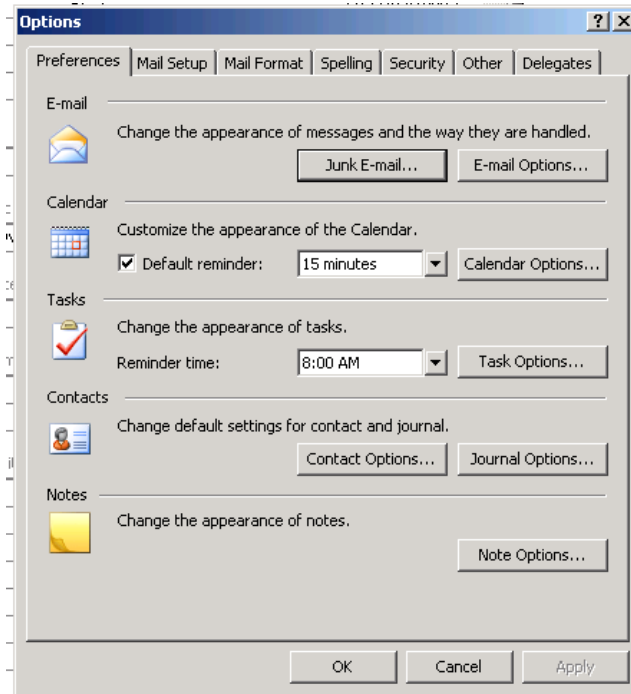 Options
Preferences Mail Setup Mail Format Spelling Security Other Delegates
E-mail
Change the appearance of messages and the way they are handled.
Junk E-mail... E-mail Options...
Calendar
Customize the appearance of the Calendar.
Default reminder: 15 minutes Calendar Options...
Tasks
Change the appearance of tasks.
Reminder time: 8:00 AM Task Options...
Contacts
Change default settings for contact and journal.
Contact Options... Journal Options...
Notes
Change the appearance of notes.
Note Options...
OK Cancel Apply